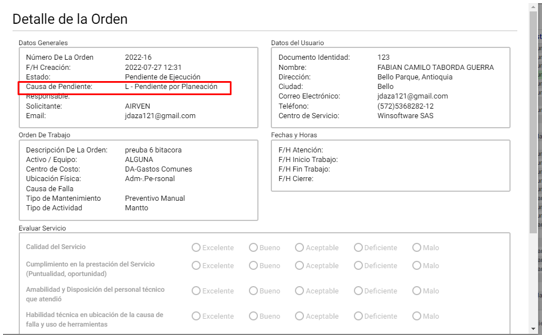 Detalle de la Orden
Datos Generales
Número De La Orden 2022-16
F/H Creación: 2022-07-27 12:31
Estado: Pendiente de Ejecución
Causa de Pendiente: L - Pendiente por Planeación
Responsable:
Solicitante: AIRVEN
Email: jdaza121@gmail.com
Datos del Usuario
Documento Identidad: 123
Nombre: FABIAN CAMILO TABORDA GUERRA
Dirección: Bello Parque, Antioquia
Ciudad: Bello
Correo Electrónico: jdaza121@gmail.com
Teléfono: (572)5368282-12
Centro de Servicio: Winsoftware SAS
Orden De Trabajo
Descripción De La Orden: preuba 6 bitacora
Activo / Equipo: ALGUNA
Centro de Costo: DA-Gastos Comunes
Ubicación Física: Adm-.Pe-rsonal
Causa de Falla
Tipo de Mantenimiento Preventivo Manual
Tipo de Actividad Mantto
Fechas y Horas
F/H Atención:
F/H Inicio Trabajo:
F/H Fin Trabajo:
F/H Cierre:
Evaluar Servicio
Calidad del Servicio Excelente Bueno Aceptable Deficiente Malo
Cumplimiento en la prestación del Servicio
(Puntualidad, oportunidad) Excelente Bueno Aceptable Deficiente Malo
Amabilidad y Disposición del personal técnico
que atendió Excelente Bueno Aceptable Deficiente Malo
Habilidad técnica en ubicación de la causa de
falla y uso de herramientas Excelente Bueno Aceptable Deficiente Malo